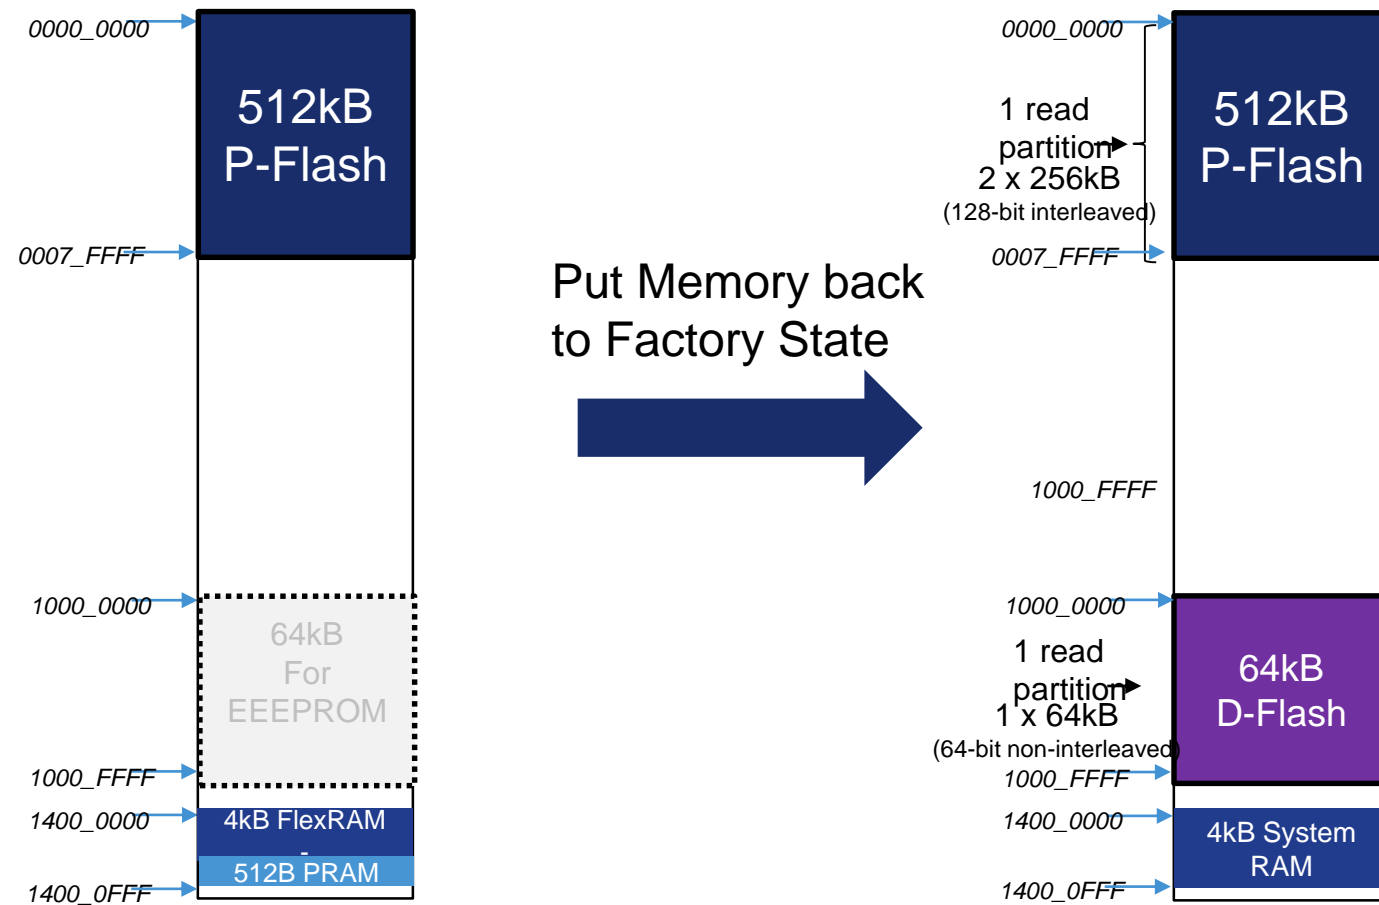 0000_0000
512kB
P-Flash
0007_FFFF
1000_0000
64kB
For
EEEPROM
1000_FFFF
1400_0000
4kB FlexRAM
-
512B PRAM
1400_0FFF
Put Memory back
to Factory State
0000_0000
1 read
partition
2 x 256kB
(128-bit interleaved)
512kB
P-Flash
0007_FFFF
1000_FFFF
1000_0000
1 read
partition
1 x 64kB
(64-bit non-interleaved)
64kB
D-Flash
1000_FFFF
1400_0000
4kB System
RAM
1400_0FFF